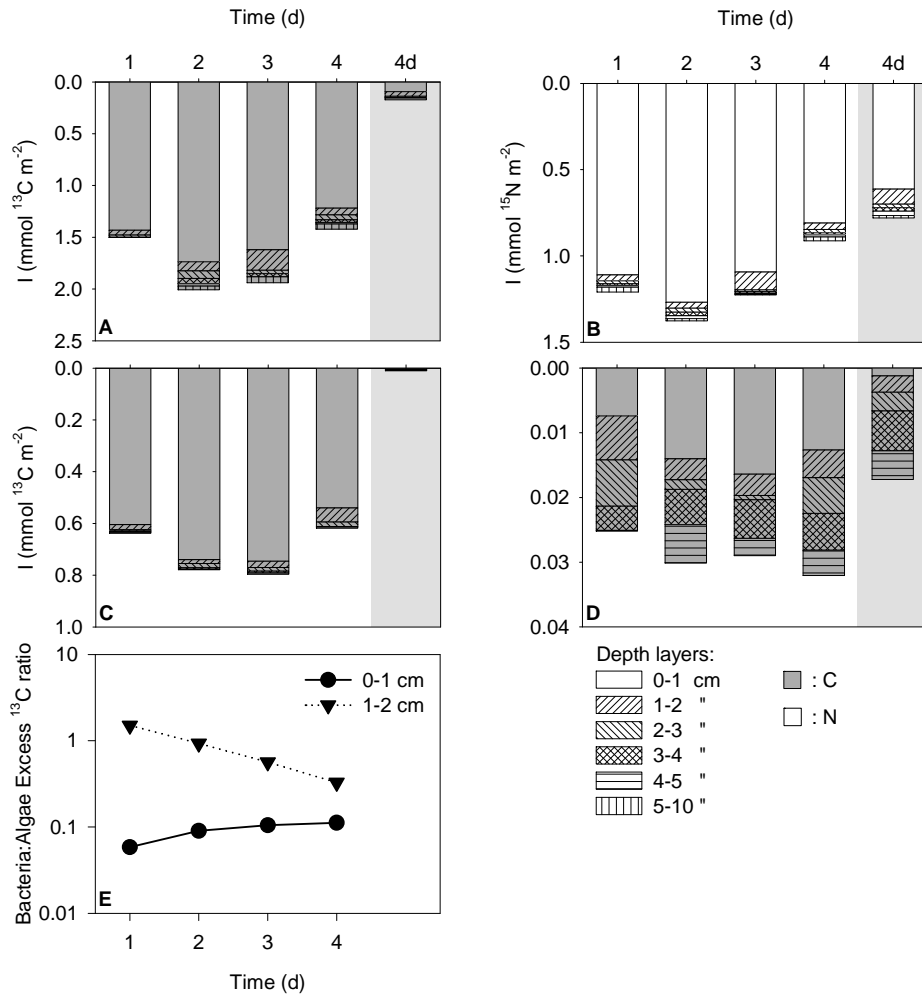 Time (d)
1 2 3 4 4d
0.0
0.5
1.0
1.5
2.0
2.5
I (mmol ¹³C m⁻²)
A
Time (d)
1 2 3 4 4d
0.0
0.5
1.0
1.5
I (mmol ¹⁵N m⁻²)
B
0.0
0.2
0.4
0.6
0.8
1.0
I (mmol ¹³C m⁻²)
C
0.00
0.01
0.02
0.03
0.04
D
10
1
0.1
0.01
Bacteria:Algae Excess ¹³C ratio
0-1 cm
1-2 cm
E
1 2 3 4
Time (d)
Depth layers:
0-1 cm
1-2 "
2-3 "
3-4 "
4-5 "
5-10 "
: C
: N